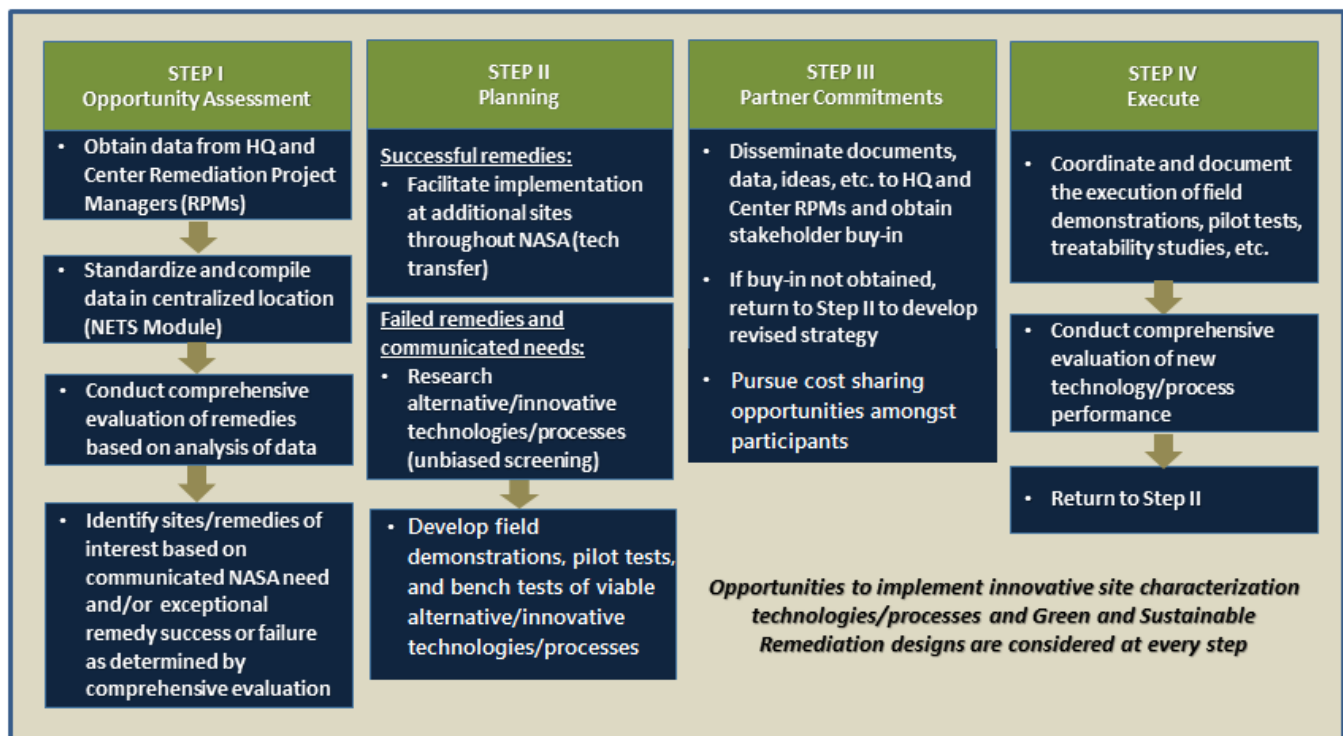 STEP I
Opportunity Assessment
• Obtain data from HQ and
Center Remediation Project
Managers (RPMs)
• Standardize and compile
data in centralized location
(NETS Module)
• Conduct comprehensive
evaluation of remedies
based on analysis of data
• Identify sites/remedies of
interest based on
communicated NASA need
and/or exceptional
remedy success or failure
as determined by
comprehensive evaluation
STEP II
Planning
Successful remedies:
• Facilitate implementation
at additional sites
throughout NASA (tech
transfer)
Failed remedies and
communicated needs:
• Research
alternative/innovative
technologies/processes
(unbiased screening)
• Develop field
demonstrations, pilot tests,
and bench tests of viable
alternative/innovative
technologies/processes
STEP III
Partner Commitments
• Disseminate documents,
data, ideas, etc. to HQ and
Center RPMs and obtain
stakeholder buy-in
• If buy-in not obtained,
return to Step II to develop
revised strategy
• Pursue cost sharing
opportunities amongst
participants
STEP IV
Execute
• Coordinate and document
the execution of field
demonstrations, pilot tests,
treatability studies, etc.
• Conduct comprehensive
evaluation of new
technology/process
performance
• Return to Step II
Opportunities to implement innovative site characterization
technologies/processes and Green and Sustainable
Remediation designs are considered at every step